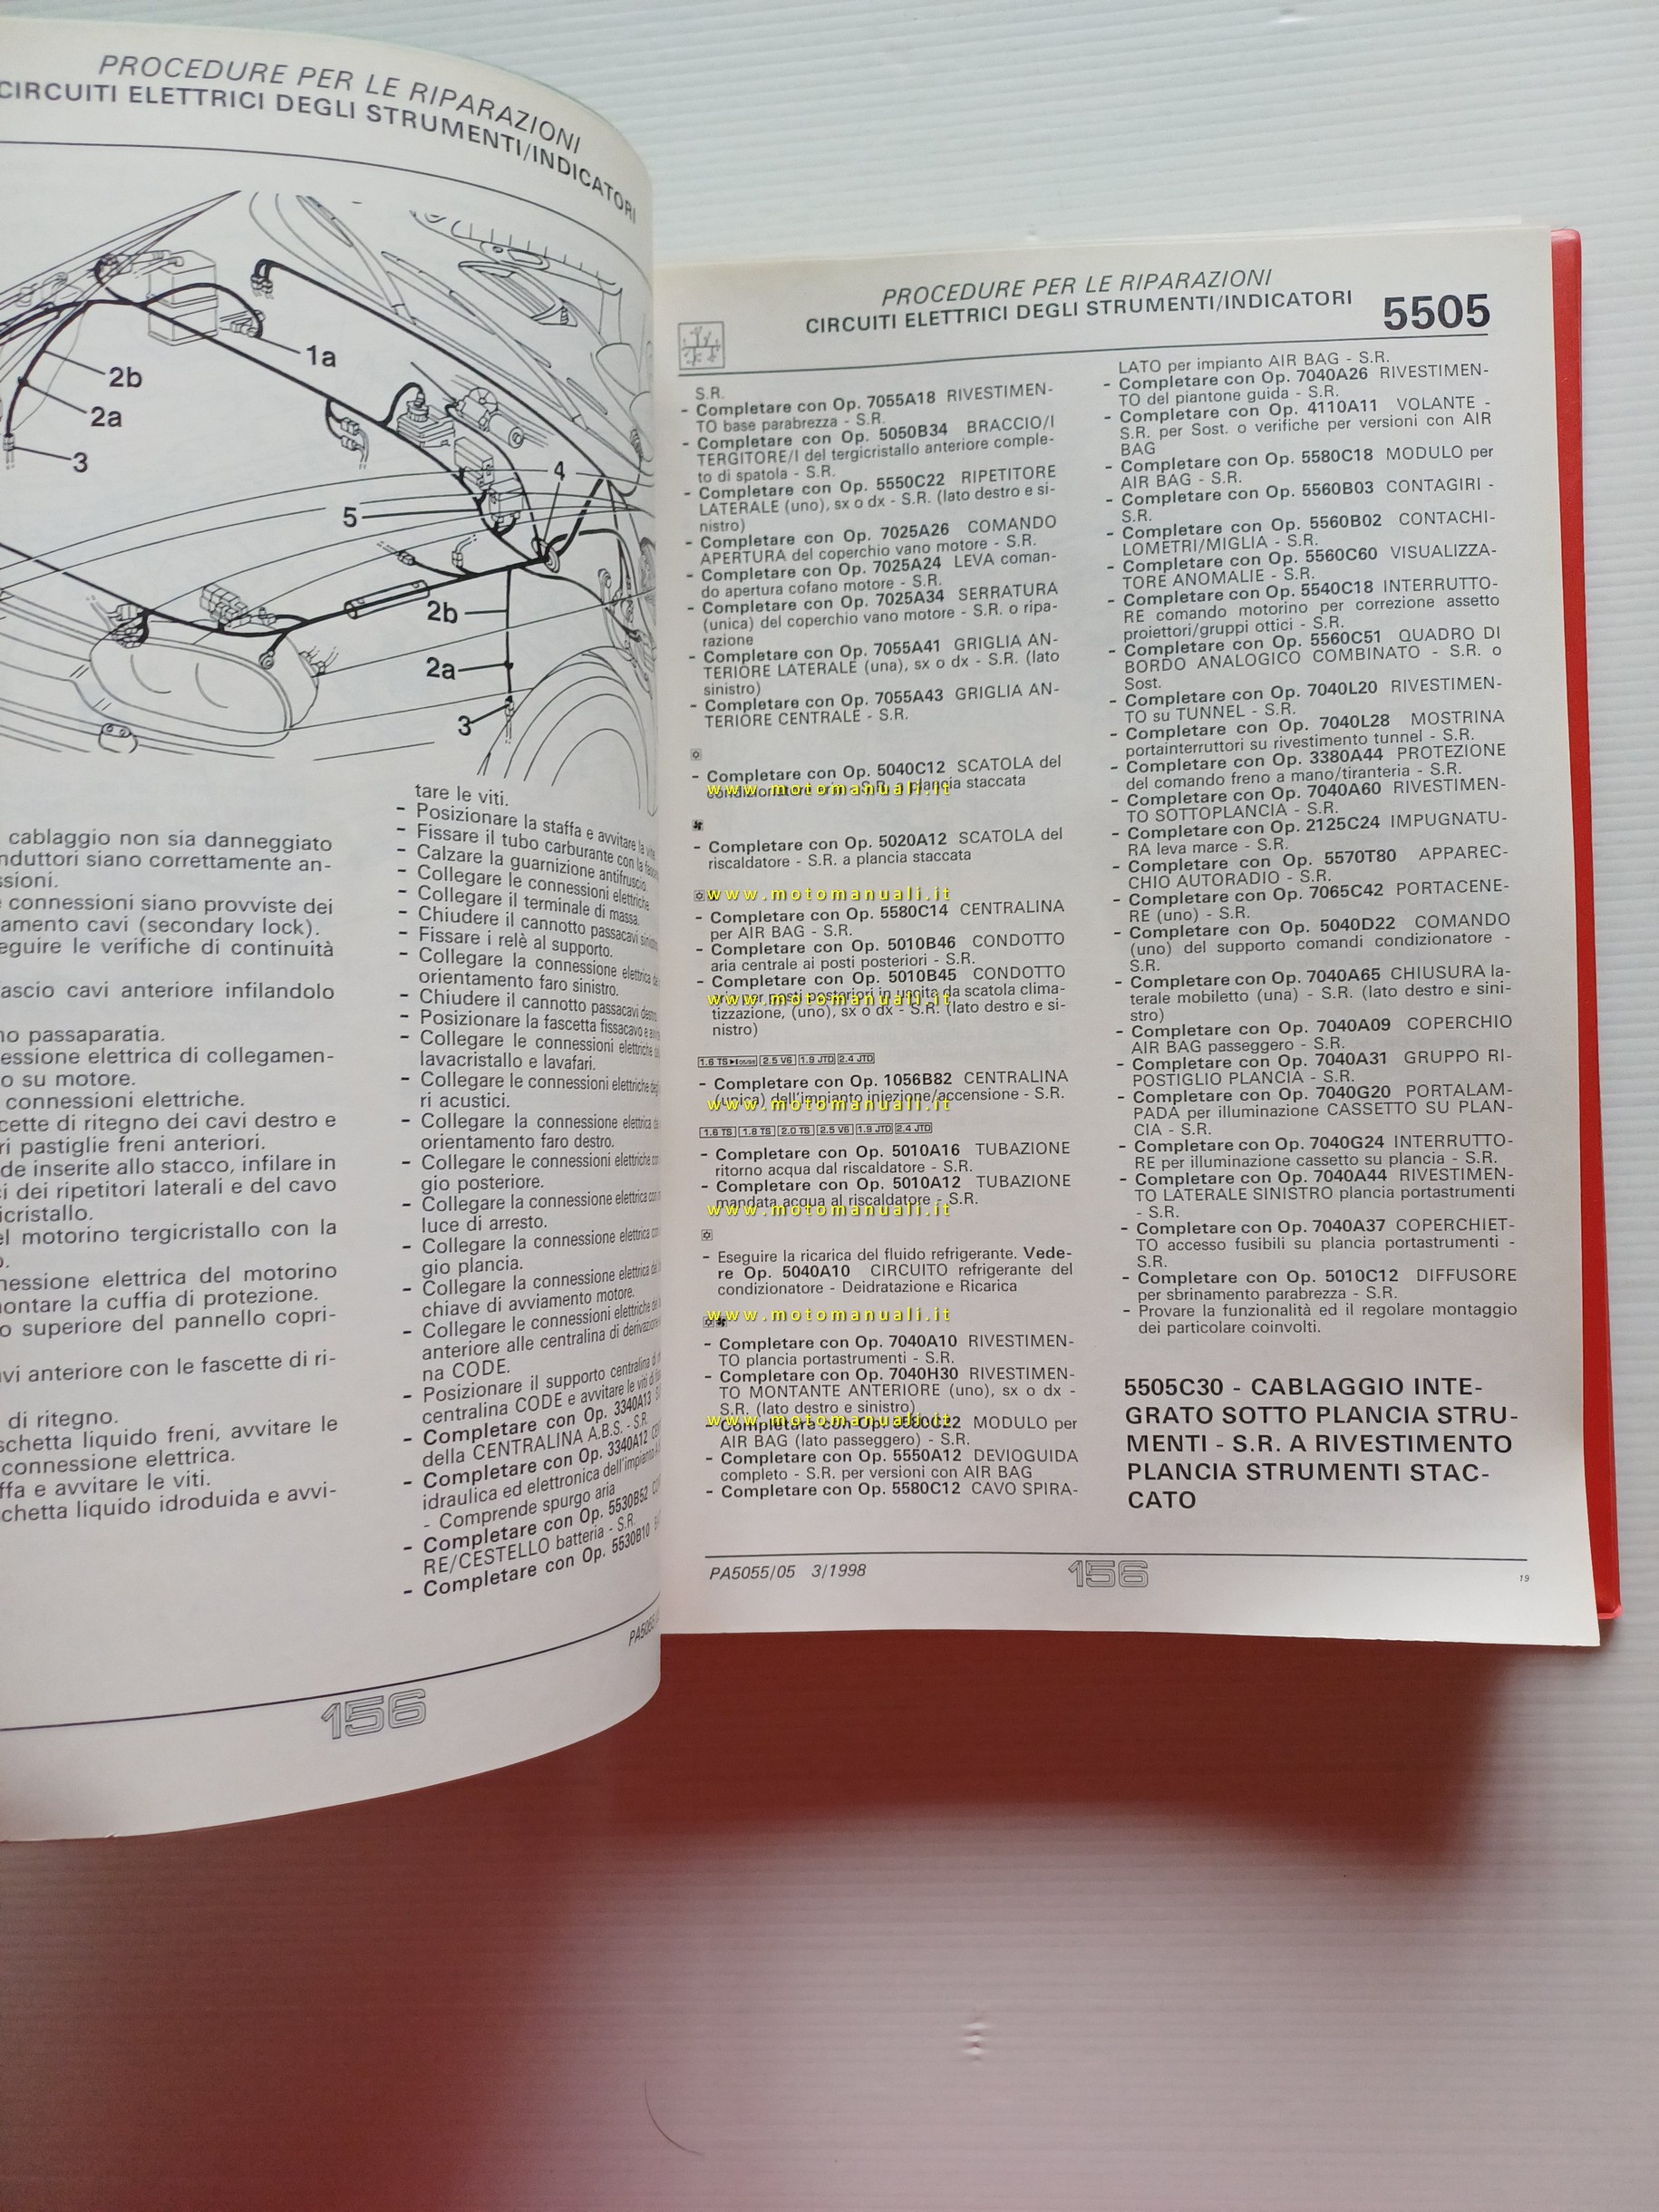 PROCEDURE PER LE RIPARAZIONI
CIRCUITI ELETTRICI DEGLI STRUMENTI/INDICATORI
1a
2b
2a
3
4
5
2b
2a
3
cablaggio non sia danneggiato
nduttori siano correttamente an-
ssioni.
connessioni siano provviste dei
amento cavi (secondary lock).
eguire le verifiche di continuità
ascio cavi anteriore infilandolo
no passaparatia.
essione elettrica di collegamen-
o su motore.
connessioni elettriche.
cette di ritegno dei cavi destro e
ri pastiglie freni anteriori.
de inserite allo stacco, infilare in
i dei ripetitori laterali e del cavo
icristallo.
el motorino tergicristallo con la
o.
nessione elettrica del motorino
montare la cuffia di protezione.
o superiore del pannello copri-
vi anteriore con le fascette di ri-
di ritegno.
schetta liquido freni, avvitare le
connessione elettrica.
ffa e avvitare le viti.
schetta liquido idroduida e avvi-
tare le viti.
- Posizionare la staffa e avvitare la vite.
- Fissare il tubo carburante con la
- Calzare la guarnizione antifruscio.
- Collegare le connessioni elettriche.
- Collegare il terminale di massa.
- Chiudere il cannotto passacavi sinistro.
- Fissare i relè al supporto.
- Collegare la connessione elettrica
orientamento faro sinistro.
- Chiudere il cannotto passacavi destro.
- Posizionare la fascetta fissacavo e
- Collegare le connessioni elettriche
lavacristallo e lavafari.
- Collegare le connessioni elettriche
ri acustici.
- Collegare la connessione elettrica
orientamento faro destro.
- Collegare le connessioni elettriche
gio posteriore.
- Collegare la connessione elettrica
luce di arresto.
- Collegare la connessione elettrica
gio plancia.
- Collegare la connessione elettrica
chiave di avviamento motore.
- Collegare le connessioni elettriche
anteriore alle centralina di derivazione
na CODE.
- Posizionare il supporto centralina di
centralina CODE e avvitare le viti di
- Completare con Op. 3340A13
della CENTRALINA A.B.S. - S.R.
- Completare con Op. 3340A12
idraulica ed elettronica dell'impianto
- Comprende spurgo aria
- Completare con Op. 5530B52
RE/CESTELLO batteria - S.R.
- Completare con Op. 5530B10
156
PROCEDURE PER LE RIPARAZIONI
CIRCUITI ELETTRICI DEGLI STRUMENTI/INDICATORI
5505
S.R.
- Completare con Op. 7055A18 RIVESTIMEN-
TO base parabrezza - S.R.
- Completare con Op. 5050B34 BRACCIO/I
TERGITORE/I del tergicristallo anteriore comple-
to di spatola - S.R.
- Completare con Op. 5550C22 RIPETITORE
LATERALE (uno), sx o dx - S.R. (lato destro e si-
nistro)
- Completare con Op. 7025A26 COMANDO
APERTURA del coperchio vano motore - S.R.
- Completare con Op. 7025A24 LEVA coman-
do apertura cofano motore - S.R.
- Completare con Op. 7025A34 SERRATURA
(unica) del coperchio vano motore - S.R. o ripa-
razione
- Completare con Op. 7055A41 GRIGLIA AN-
TERIORE LATERALE (una), sx o dx - S.R. (lato
sinistro)
- Completare con Op. 7055A43 GRIGLIA AN-
TERIORE CENTRALE - S.R.
- Completare con Op. 5040C12 SCATOLA del
S.R. a plancia staccata
www.motomanuali.it
- Completare con Op. 5020A12 SCATOLA del
riscaldatore - S.R. a plancia staccata
www.motomanuali.it
- Completare con Op. 5580C14 CENTRALINA
per AIR BAG - S.R.
- Completare con Op. 5010B46 CONDOTTO
aria centrale ai posti posteriori - S.R.
- Completare con Op. 5010B45 CONDOTTO
posti posteriori in uscita da scatola clima-
www.motomanuali.it
tizzazione, (uno), sx o dx - S.R. (lato destro e si-
nistro)
1.6 TS 2.5 V6 1.9 JTD 2.4 JTD
- Completare con Op. 1056B82 CENTRALINA
(unica) dell'impianto iniezione/accensione - S.R.
www.motomanuali.it
1.6 TS 1.8 TS 2.0 TS 2.5 V6 1.9 JTD 2.4 JTD
- Completare con Op. 5010A16 TUBAZIONE
ritorno acqua dal riscaldatore - S.R.
- Completare con Op. 5010A12 TUBAZIONE
mandata acqua al riscaldatore - S.R.
www.motomanuali.it
- Eseguire la ricarica del fluido refrigerante. Vede-
re Op. 5040A10 CIRCUITO refrigerante del
condizionatore - Deidratazione e Ricarica
www.motomanuali.it
- Completare con Op. 7040A10 RIVESTIMEN-
TO plancia portastrumenti - S.R.
- Completare con Op. 7040H30 RIVESTIMEN-
TO MONTANTE ANTERIORE (uno), sx o dx -
S.R. (lato destro e sinistro)
www.motomanuali.it
- Completare con Op. 5580C22 MODULO per
AIR BAG (lato passeggero) - S.R.
- Completare con Op. 5550A12 DEVIOGUIDA
completo - S.R. per versioni con AIR BAG
- Completare con Op. 5580C12 CAVO SPIRA-
LATO per impianto AIR BAG - S.R.
- Completare con Op. 7040A26 RIVESTIMEN-
TO del piantone guida - S.R.
- Completare con Op. 4110A11 VOLANTE -
S.R. per Sost. o verifiche per versioni con AIR
BAG
- Completare con Op. 5580C18 MODULO per
AIR BAG - S.R.
- Completare con Op. 5560B03 CONTAGIRI -
S.R.
- Completare con Op. 5560B02 CONTACHI-
LOMETRI/MIGLIA - S.R.
- Completare con Op. 5560C60 VISUALIZZA-
TORE ANOMALIE - S.R.
- Completare con Op. 5540C18 INTERRUTTO-
RE comando motorino per correzione assetto
proiettori/gruppi ottici - S.R.
- Completare con Op. 5560C51 QUADRO DI
BORDO ANALOGICO COMBINATO - S.R. o
Sost.
- Completare con Op. 7040L20 RIVESTIMEN-
TO su TUNNEL - S.R.
- Completare con Op. 7040L28 MOSTRINA
portainterruttori su rivestimento tunnel - S.R.
- Completare con Op. 3380A44 PROTEZIONE
del comando freno a mano/tiranteria - S.R.
- Completare con Op. 7040A60 RIVESTIMEN-
TO SOTTOPLANCIA - S.R.
- Completare con Op. 2125C24 IMPUGNATU-
RA leva marce - S.R.
- Completare con Op. 5570T80 APPAREC-
CHIO AUTORADIO - S.R.
- Completare con Op. 7065C42 PORTACENE-
RE (uno) - S.R.
- Completare con Op. 5040D22 COMANDO
(uno) del supporto comandi condizionatore -
S.R.
- Completare con Op. 7040A65 CHIUSURA la-
terale mobiletto (una) - S.R. (lato destro e sini-
stro)
- Completare con Op. 7040A09 COPERCHIO
AIR BAG passeggero - S.R.
- Completare con Op. 7040A31 GRUPPO RI-
POSTIGLIO PLANCIA - S.R.
- Completare con Op. 7040G20 PORTALAM-
PADA per illuminazione CASSETTO SU PLAN-
CIA - S.R.
- Completare con Op. 7040G24 INTERRUTTO-
RE per illuminazione cassetto su plancia - S.R.
- Completare con Op. 7040A44 RIVESTIMEN-
TO LATERALE SINISTRO plancia portastrumenti
- S.R.
- Completare con Op. 7040A37 COPERCHIET-
TO accesso fusibili su plancia portastrumenti -
S.R.
- Completare con Op. 5010C12 DIFFUSORE
per sbrinamento parabrezza - S.R.
- Provare la funzionalità ed il regolare montaggio
dei particolare coinvolti.
5505C30 - CABLAGGIO INTE-
GRATO SOTTO PLANCIA STRU-
MENTI - S.R. A RIVESTIMENTO
PLANCIA STRUMENTI STAC-
CATO
PA5055/05 3/1998
156
19